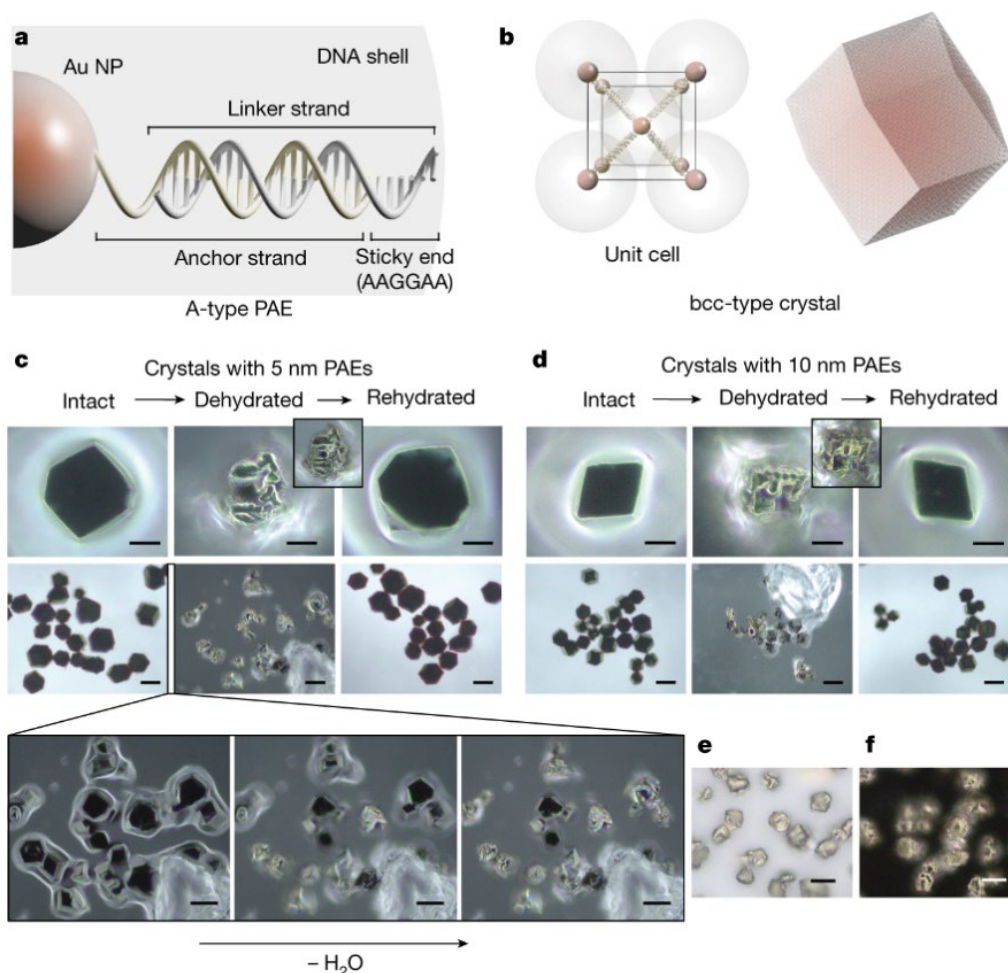 a
Au NP
DNA shell
Linker strand
Anchor strand
Sticky end
(AAGGAA)
A-type PAE
b
Unit cell
bcc-type crystal
c
Crystals with 5 nm PAEs
Intact
Dehydrated
Rehydrated
d
Crystals with 10 nm PAEs
Intact
Dehydrated
Rehydrated
e
f
– H₂O